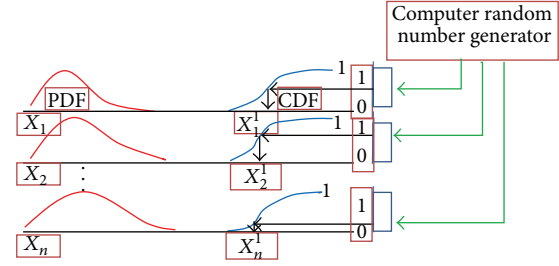 Computer random
number generator
1
1
PDF
CDF
0
X₁
X₁¹
1
1
0
X₂
X₂¹
⋮
1
1
0
Xₙ
Xₙ¹